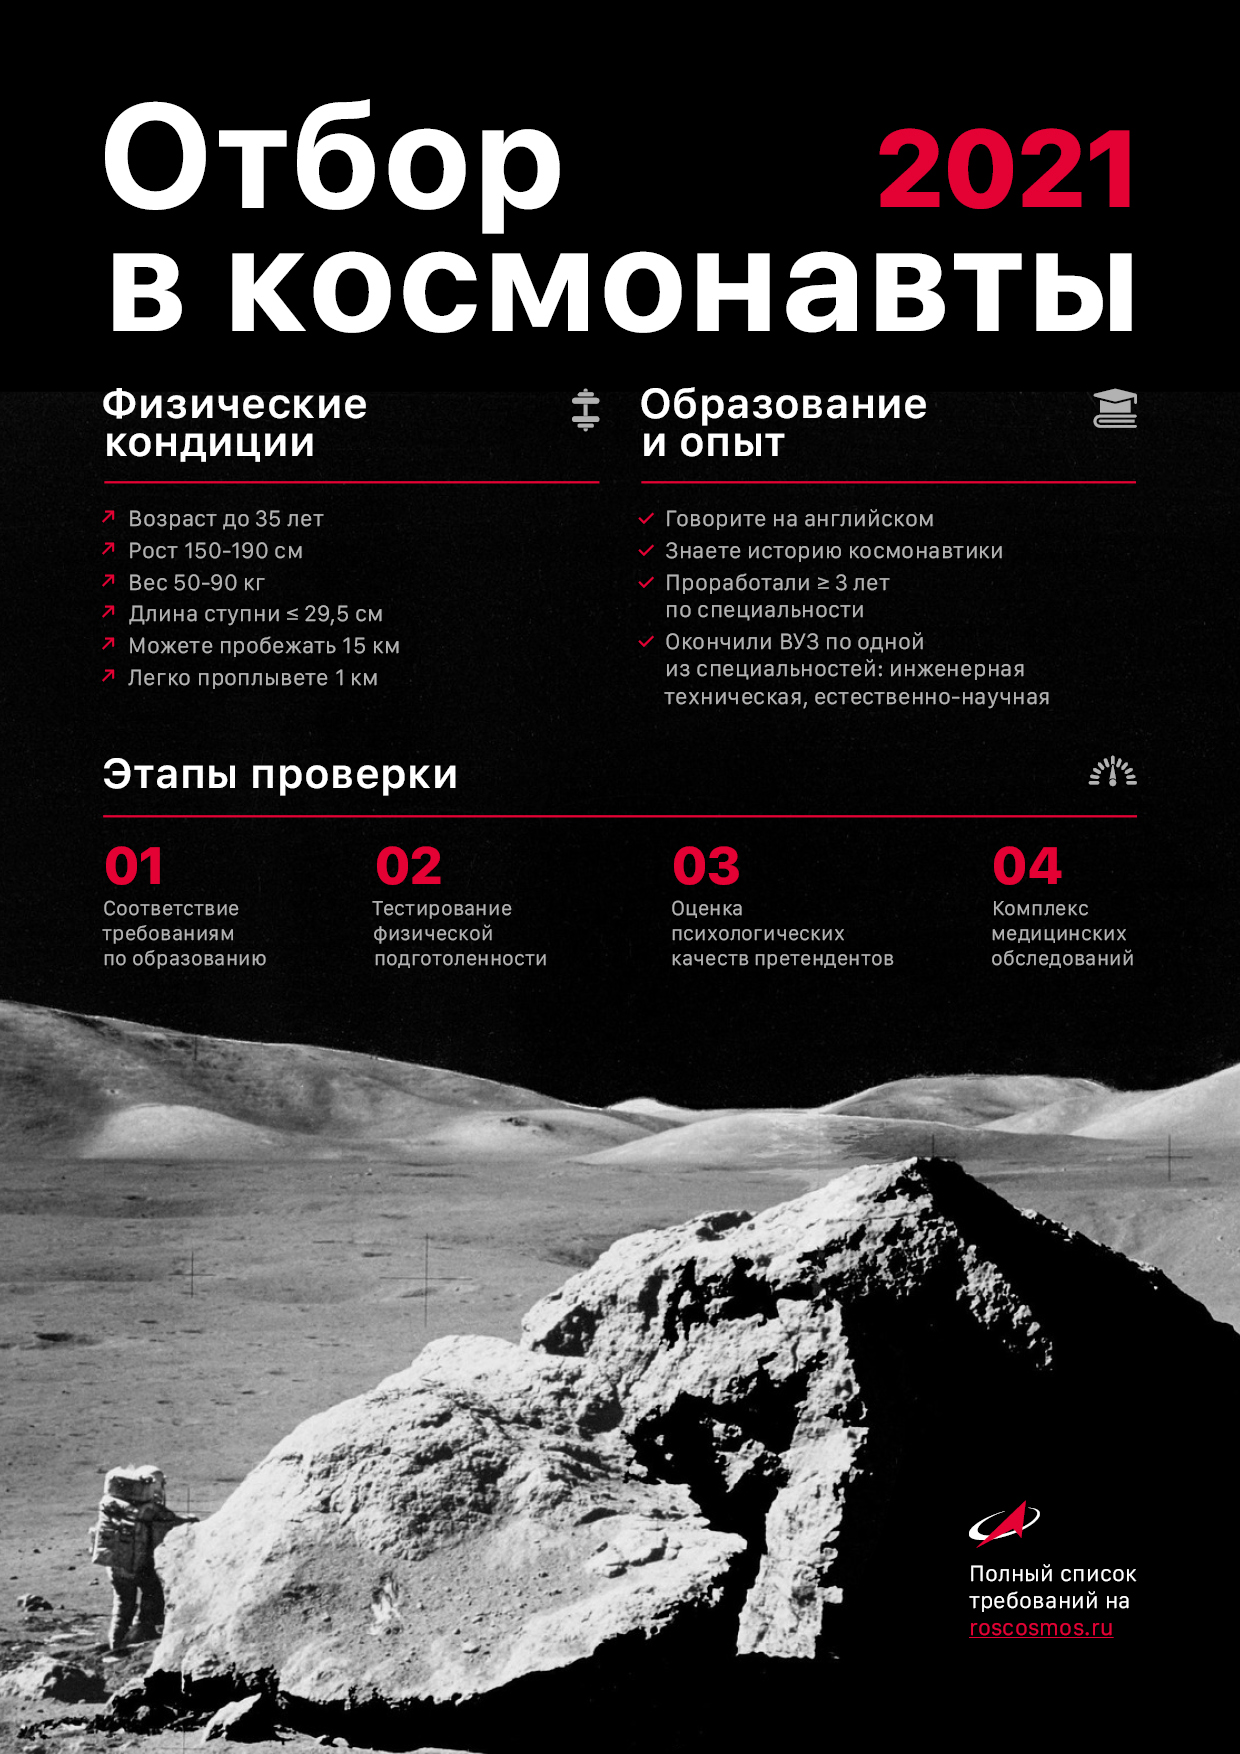 Отбор
2021
в космонавты
Физические
кондиции
Возраст до 35 лет
Рост 150-190 см
Вес 50-90 кг
Длина ступни ≤ 29,5 см
Можете пробежать 15 км
Легко проплывете 1 км
Образование
и опыт
Говорите на английском
Знаете историю космонавтики
Проработали ≥ 3 лет
по специальности
Окончили ВУЗ по одной
из специальностей: инженерная
техническая, естественно-научная
Этапы проверки
01
Соответствие
требованиям
по образованию
02
Тестирование
физической
подготоленности
03
Оценка
психологических
качеств претендентов
04
Комплекс
медицинских
обследований
Полный список
требований на
roscosmos.ru